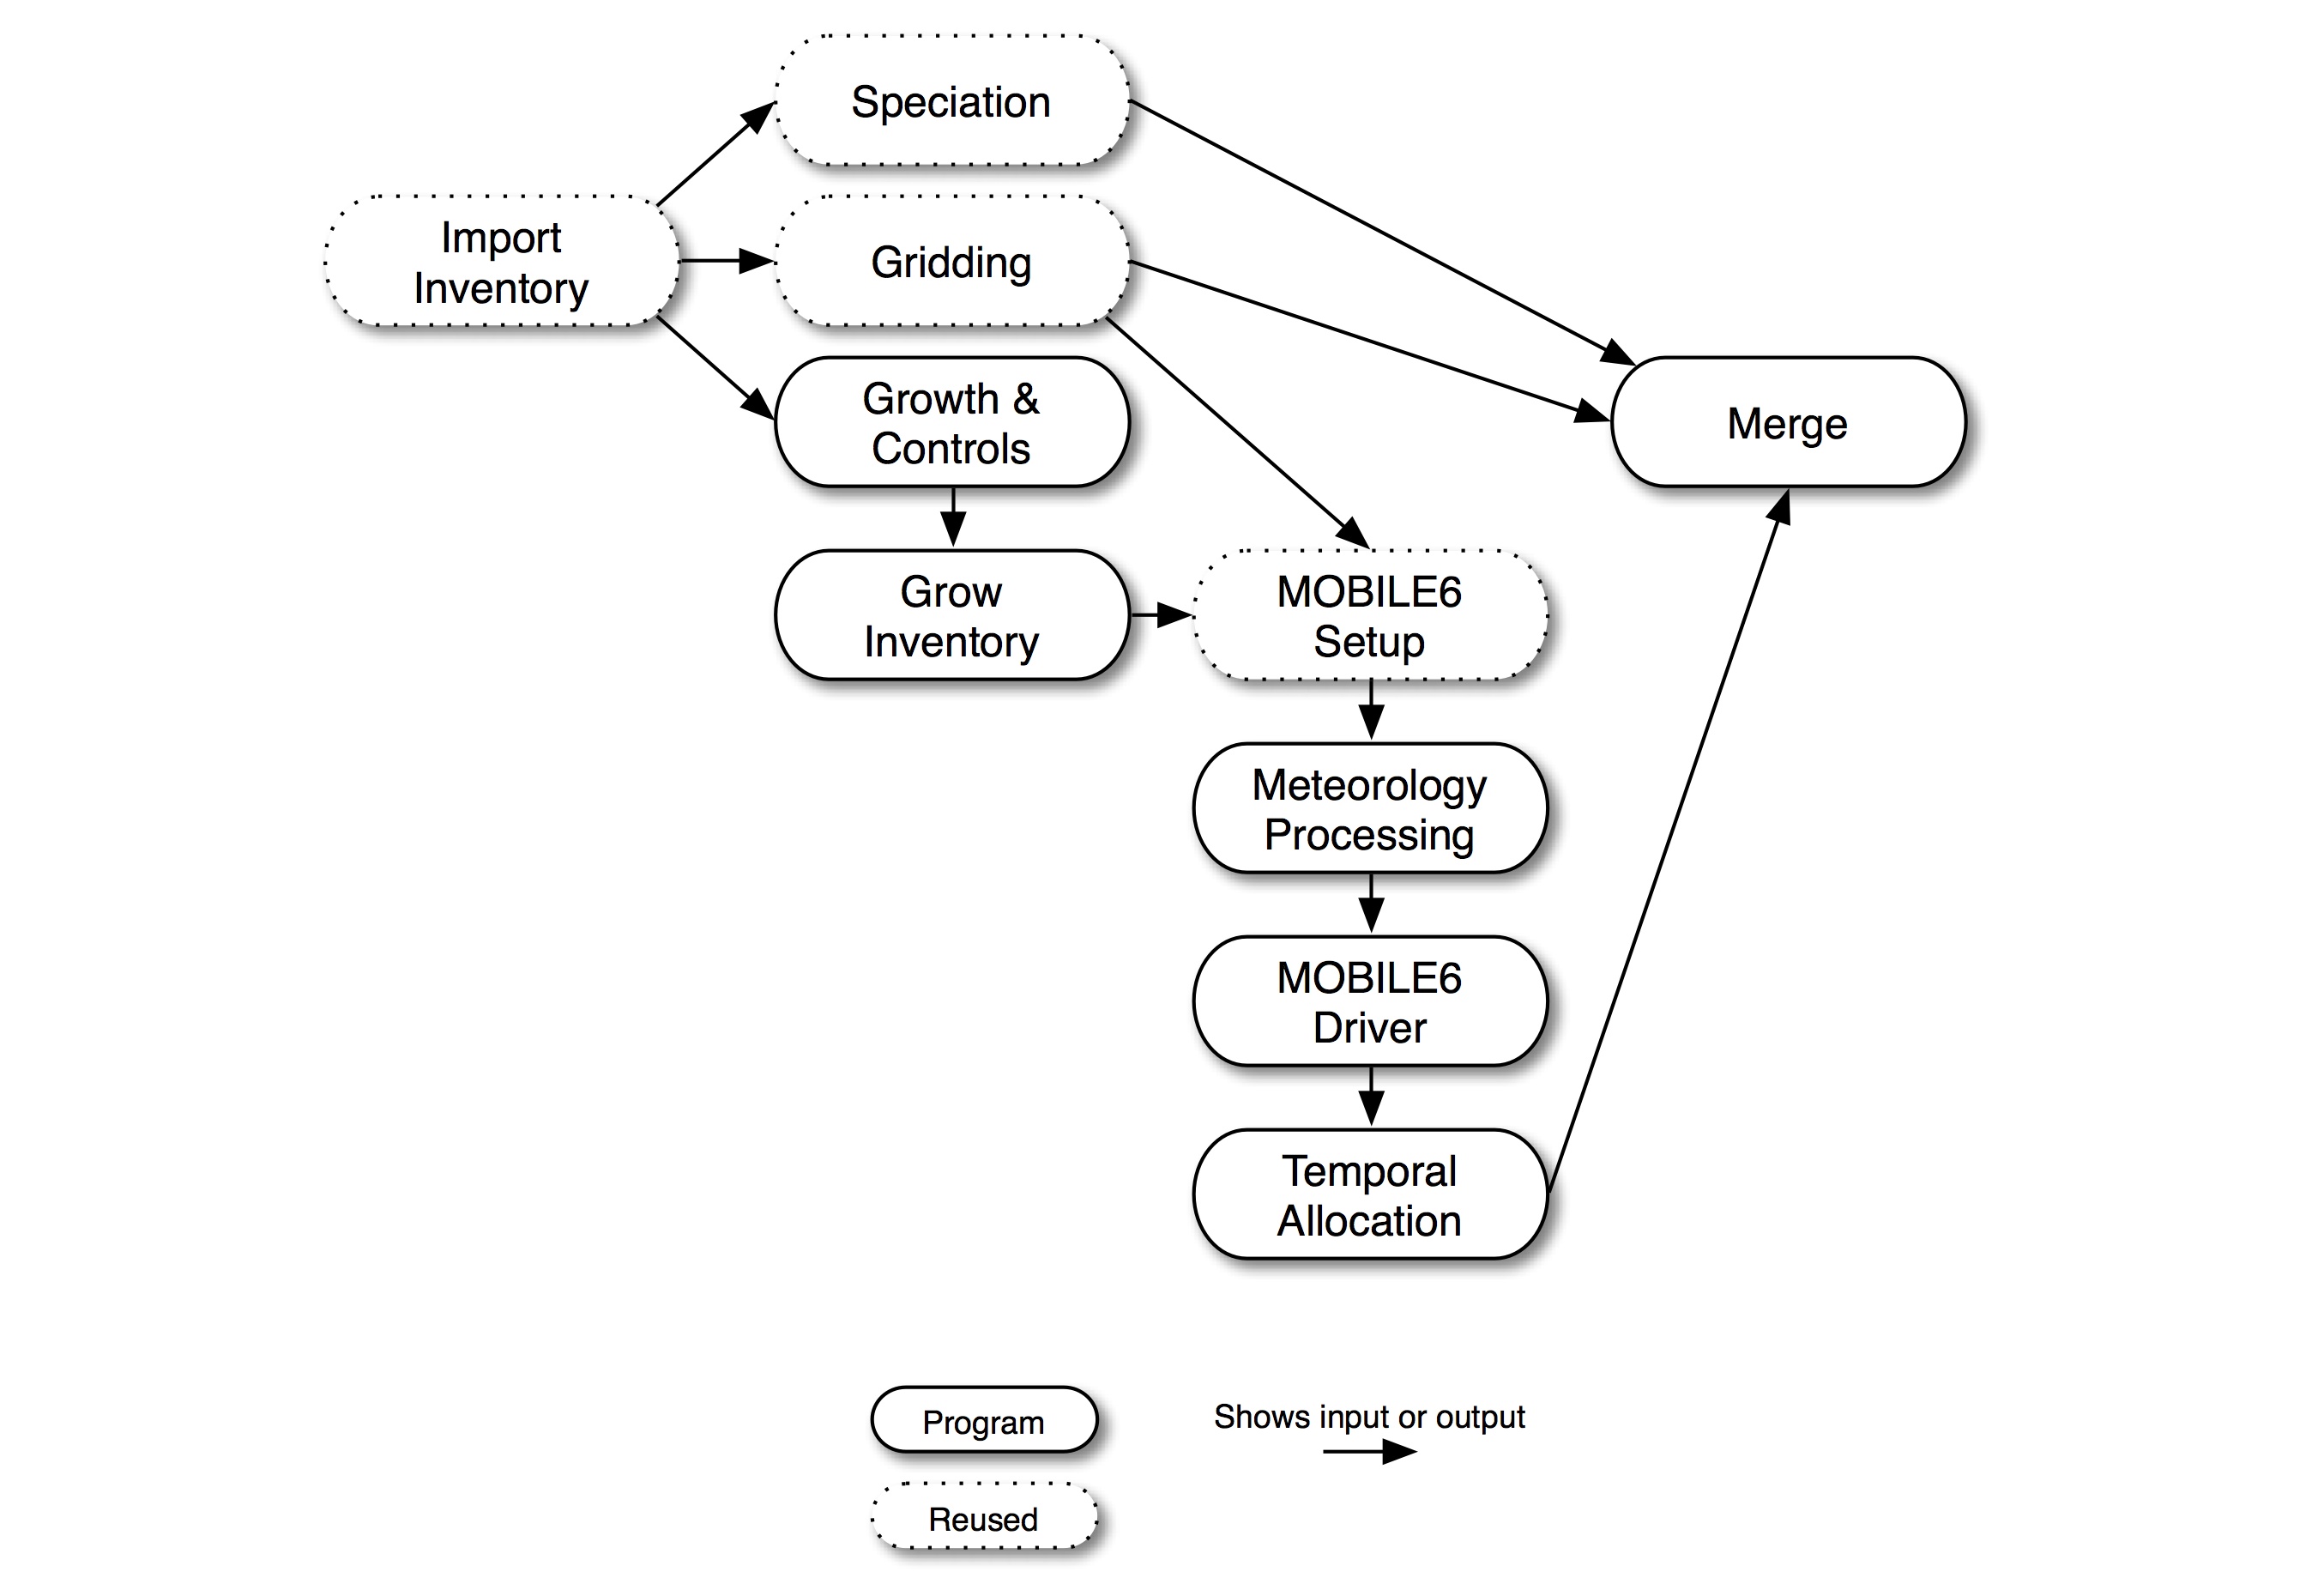 Speciation
Import
Inventory
Gridding
Growth &
Controls
Merge
Grow
Inventory
MOBILE6
Setup
Meteorology
Processing
MOBILE6
Driver
Temporal
Allocation
Program
Shows input or output
Reused